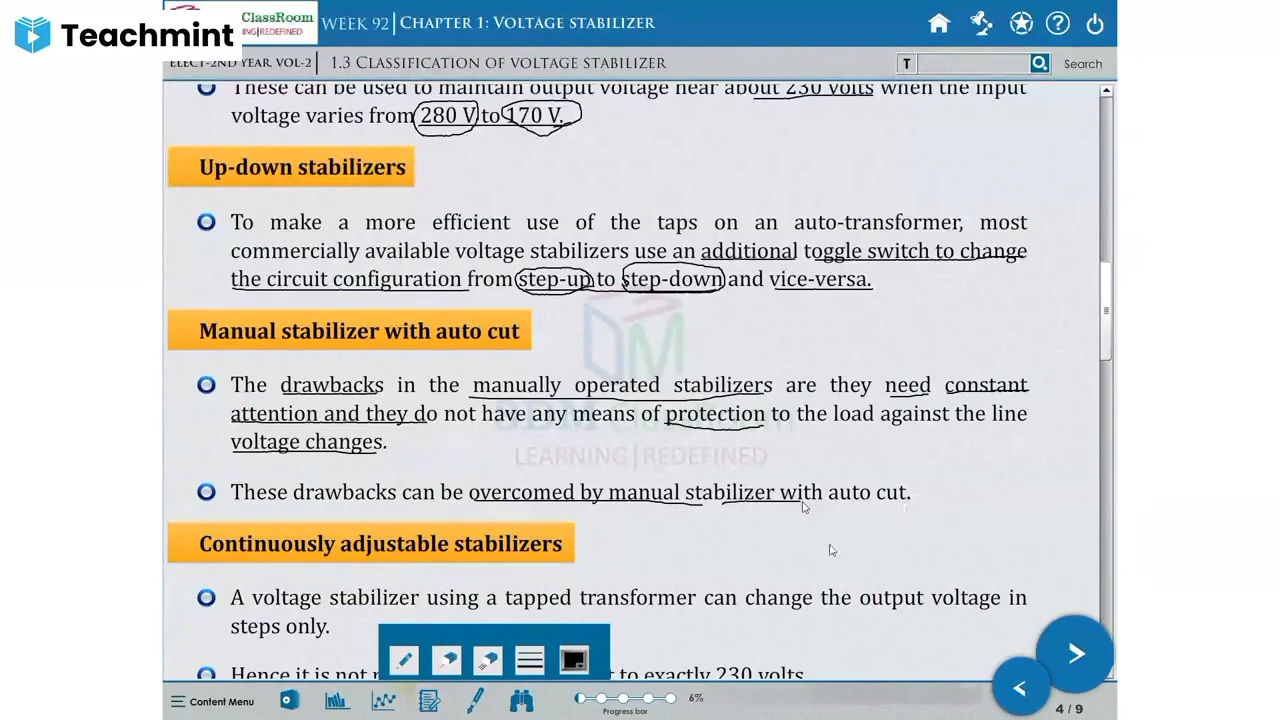 Teachmint
ClassRoom
NG|REDEFINED
WEEK 92
CHAPTER 1: VOLTAGE STABILIZER
ELECT-2ND YEAR. VOL-2
1.3 CLASSIFICATION OF VOLTAGE STABILIZER
T
Search
These can be used to maintain output voltage near about 230 volts when the input
voltage varies from 280 V to 170 V.
Up-down stabilizers
To make a more efficient use of the taps on an auto-transformer, most
commercially available voltage stabilizers use an additional toggle switch to change
the circuit configuration from step-up to step-down and vice-versa.
Manual stabilizer with auto cut
The drawbacks in the manually operated stabilizers are they need constant
attention and they do not have any means of protection to the load against the line
voltage changes.
LEARNING|REDEFINED
These drawbacks can be overcomed by manual stabilizer with auto cut.
Continuously adjustable stabilizers
A voltage stabilizer using a tapped transformer can change the output voltage in
steps only.
Hence it is not
to exactly 230 volts.
Content Menu
Progress bar
6%
4 / 9